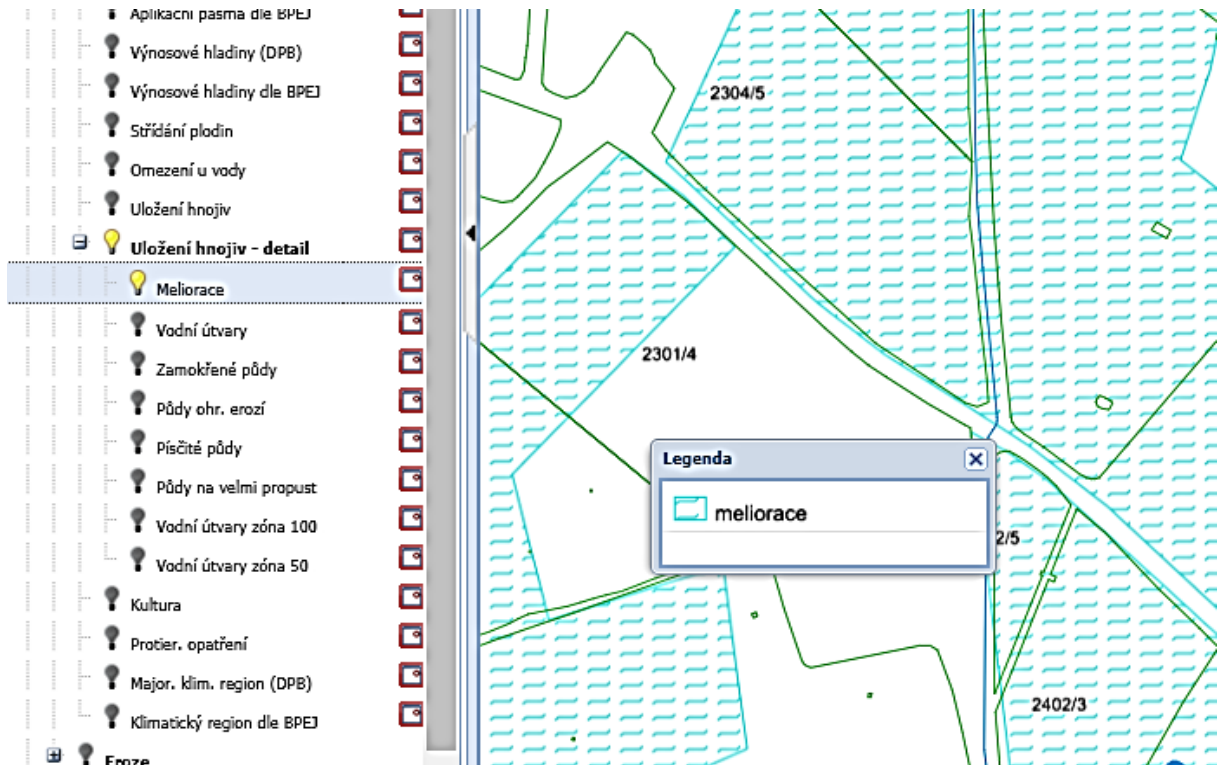 Aplikační pásma dle BPEJ
Výnosové hladiny (DPB)
Výnosové hladiny dle BPEJ
Střídání plodin
Omezení u vody
Uložení hnojiv
Uložení hnojiv - detail
Meliorace
Vodní útvary
Zamokřené půdy
Půdy ohr. erozí
Písčité půdy
Půdy na velmi propust
Vodní útvary zóna 100
Vodní útvary zóna 50
Kultura
Protier. opatření
Major. klim. region (DPB)
Klimatický region dle BPEJ
Eroze
2304/5
2301/4
Legenda
meliorace
2/5
2402/3